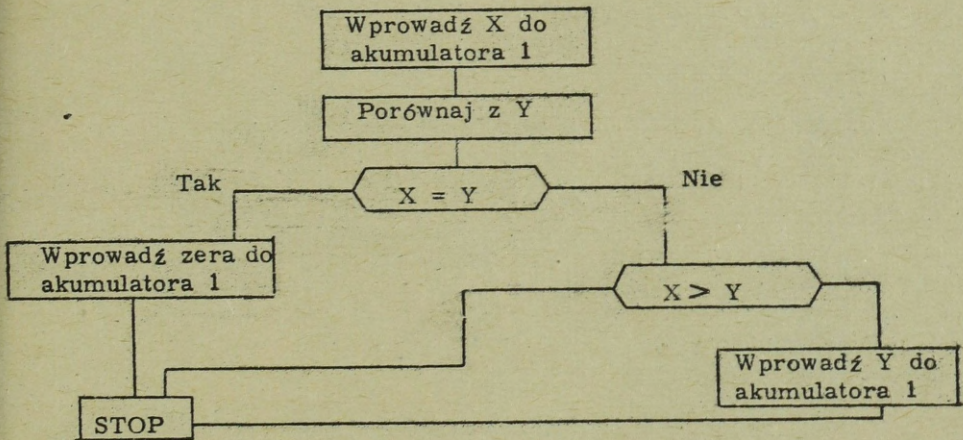 Wprowadź X do
akumulatora 1
Porównaj z Y
Tak
Nie
X = Y
Wprowadź zera do
akumulatora 1
X > Y
Wprowadź Y do
akumulatora 1
STOP